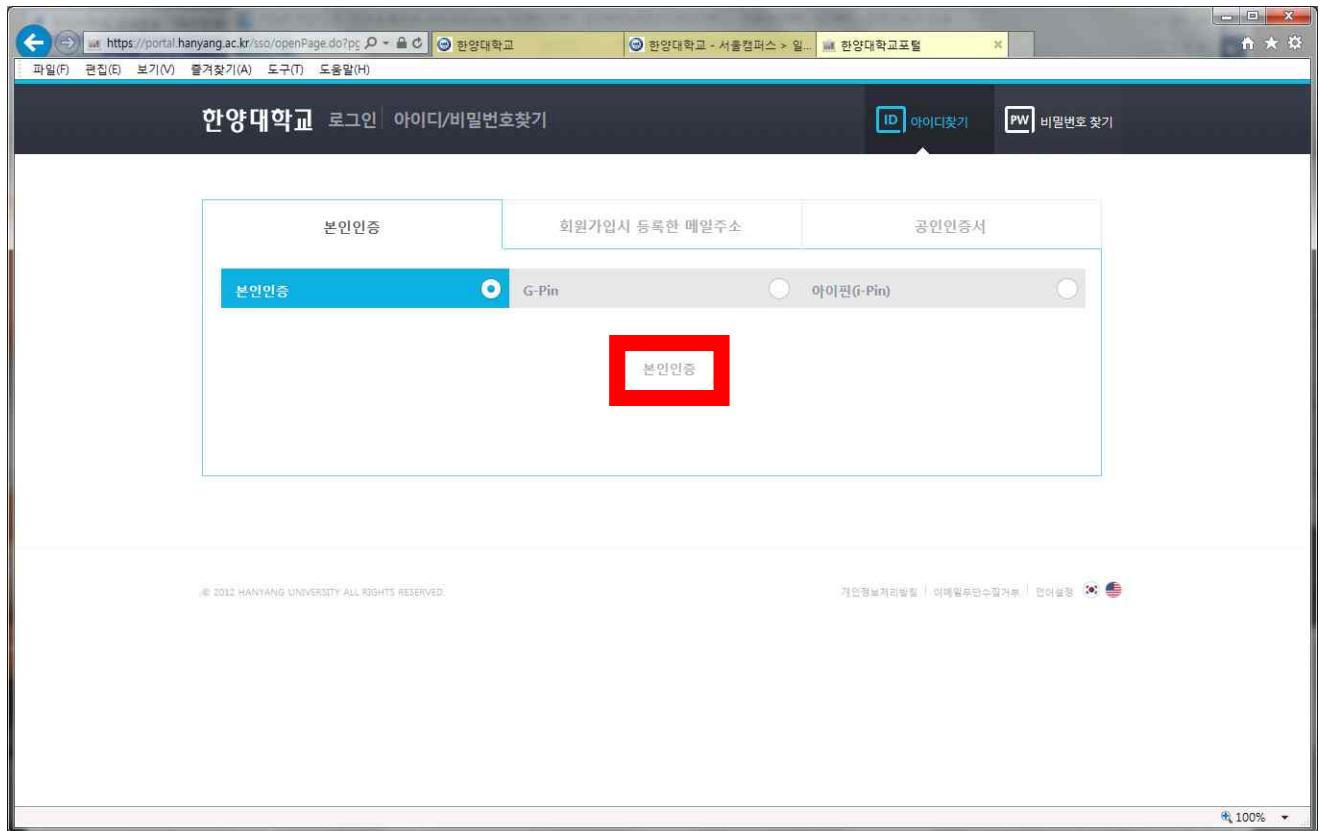 https://portal.hanyang.ac.kr/sso/openPage.do?pg
한양대학교
한양대학교 - 서울캠퍼스 > 일...
한양대학교포털
파일(F) 편집(E) 보기(V) 즐겨찾기(A) 도구(T) 도움말(H)
한양대학교 로그인 아이디/비밀번호찾기
ID 아이디찾기
PW 비밀번호 찾기
본인인증 회원가입시 등록한 메일주소 공인인증서
본인인증 G-Pin 아이핀(i-Pin)
본인인증
© 2012 HANYANG UNIVERSITY ALL RIGHTS RESERVED. 개인정보처리방침 이메일무단수집거부 언어설정
100%